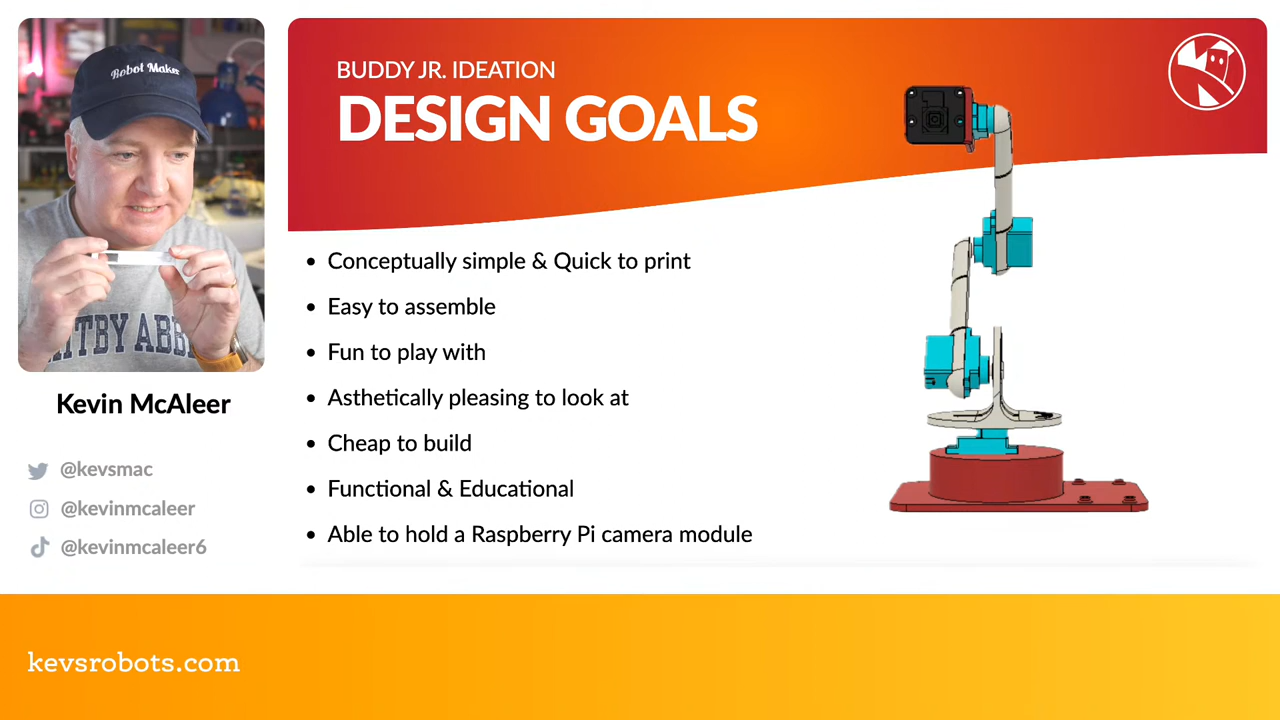 Robot Maker
ITBY ABB
Kevin McAleer
@kevsmac
@kevinmcaleer
@kevinmcaleer6
BUDDY JR. IDEATION
DESIGN GOALS
• Conceptually simple & Quick to print
• Easy to assemble
• Fun to play with
• Asthetically pleasing to look at
• Cheap to build
• Functional & Educational
• Able to hold a Raspberry Pi camera module
kevsrobots.com